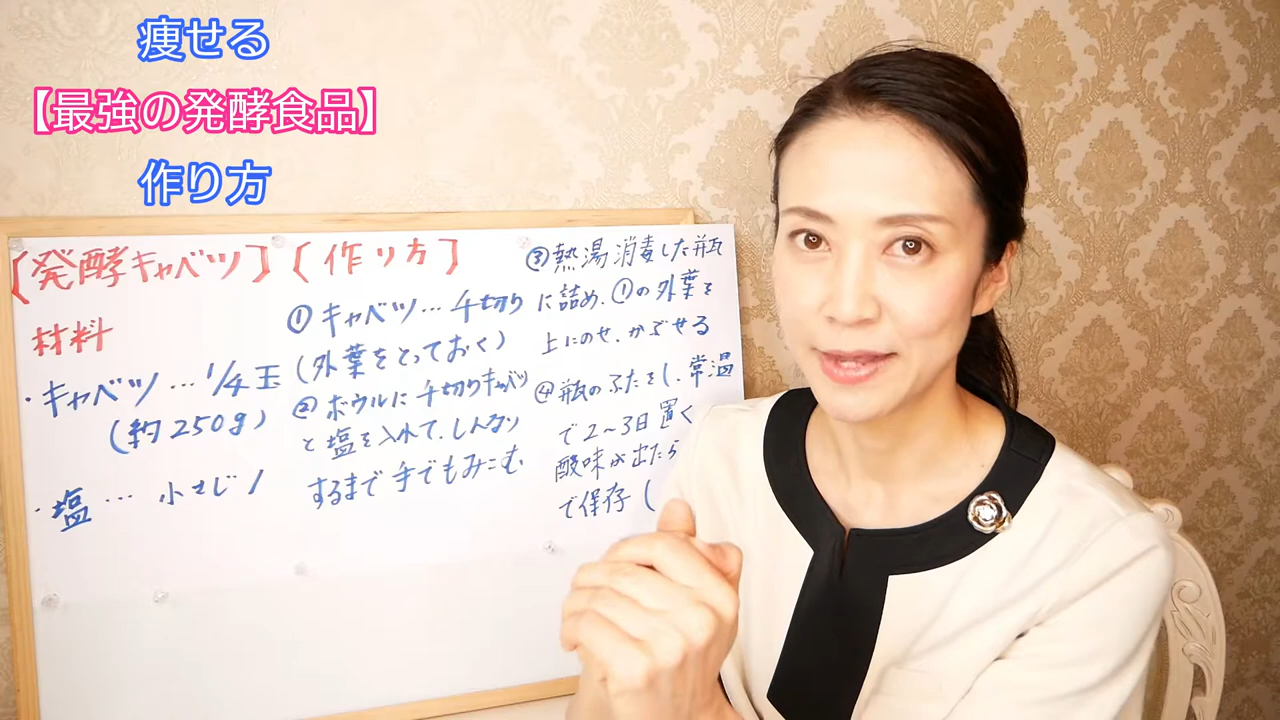 痩せる
【最強の発酵食品】
作り方
[発酵キャベツ]
材料
・キャベツ…1/4玉
(約250g)
・塩…小さじ1
[作り方]
①キャベツ…千切り
(外葉をとっておく)
②ボウルに千切りキャベツ
と塩を入れて、しんなり
するまで手でもみこむ
③熱湯消毒した瓶
に詰め、①の外葉を
上にのせ、かぶせる
④瓶のふたをし、常温
で2~3日置く
酸味が出たら
で保存(